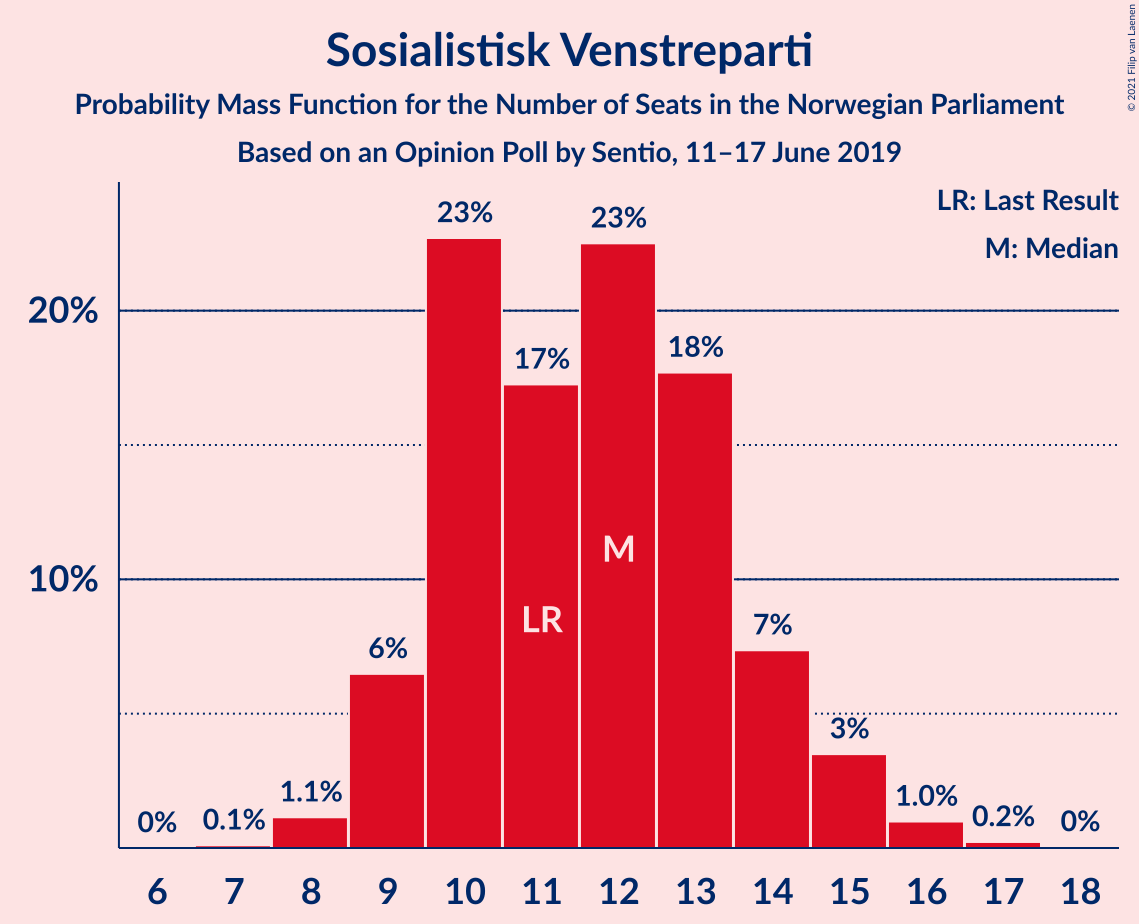 Sosialistisk Venstreparti
Probability Mass Function for the Number of Seats in the Norwegian Parliament
Based on an Opinion Poll by Sentio, 11–17 June 2019
© 2021 Filip van Laenen
LR: Last Result
M: Median
20%
10%
0%
0.1%
1.1%
6%
23%
17%
23%
18%
7%
3%
1.0%
0.2%
0%
LR
M
6 7 8 9 10 11 12 13 14 15 16 17 18